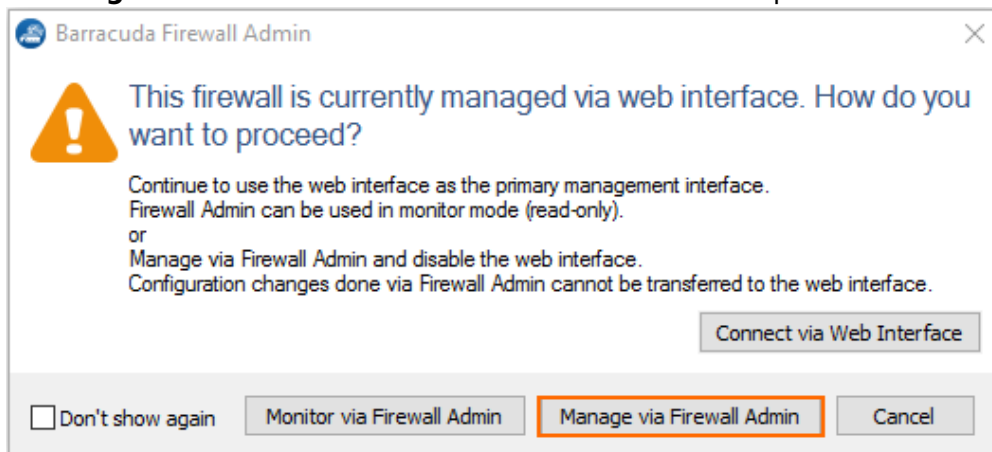 Barracuda Firewall Admin
This firewall is currently managed via web interface. How do you
want to proceed?
Continue to use the web interface as the primary management interface.
Firewall Admin can be used in monitor mode (read-only).
or
Manage via Firewall Admin and disable the web interface.
Configuration changes done via Firewall Admin cannot be transferred to the web interface.
Connect via Web Interface
Don't show again Monitor via Firewall Admin Manage via Firewall Admin Cancel